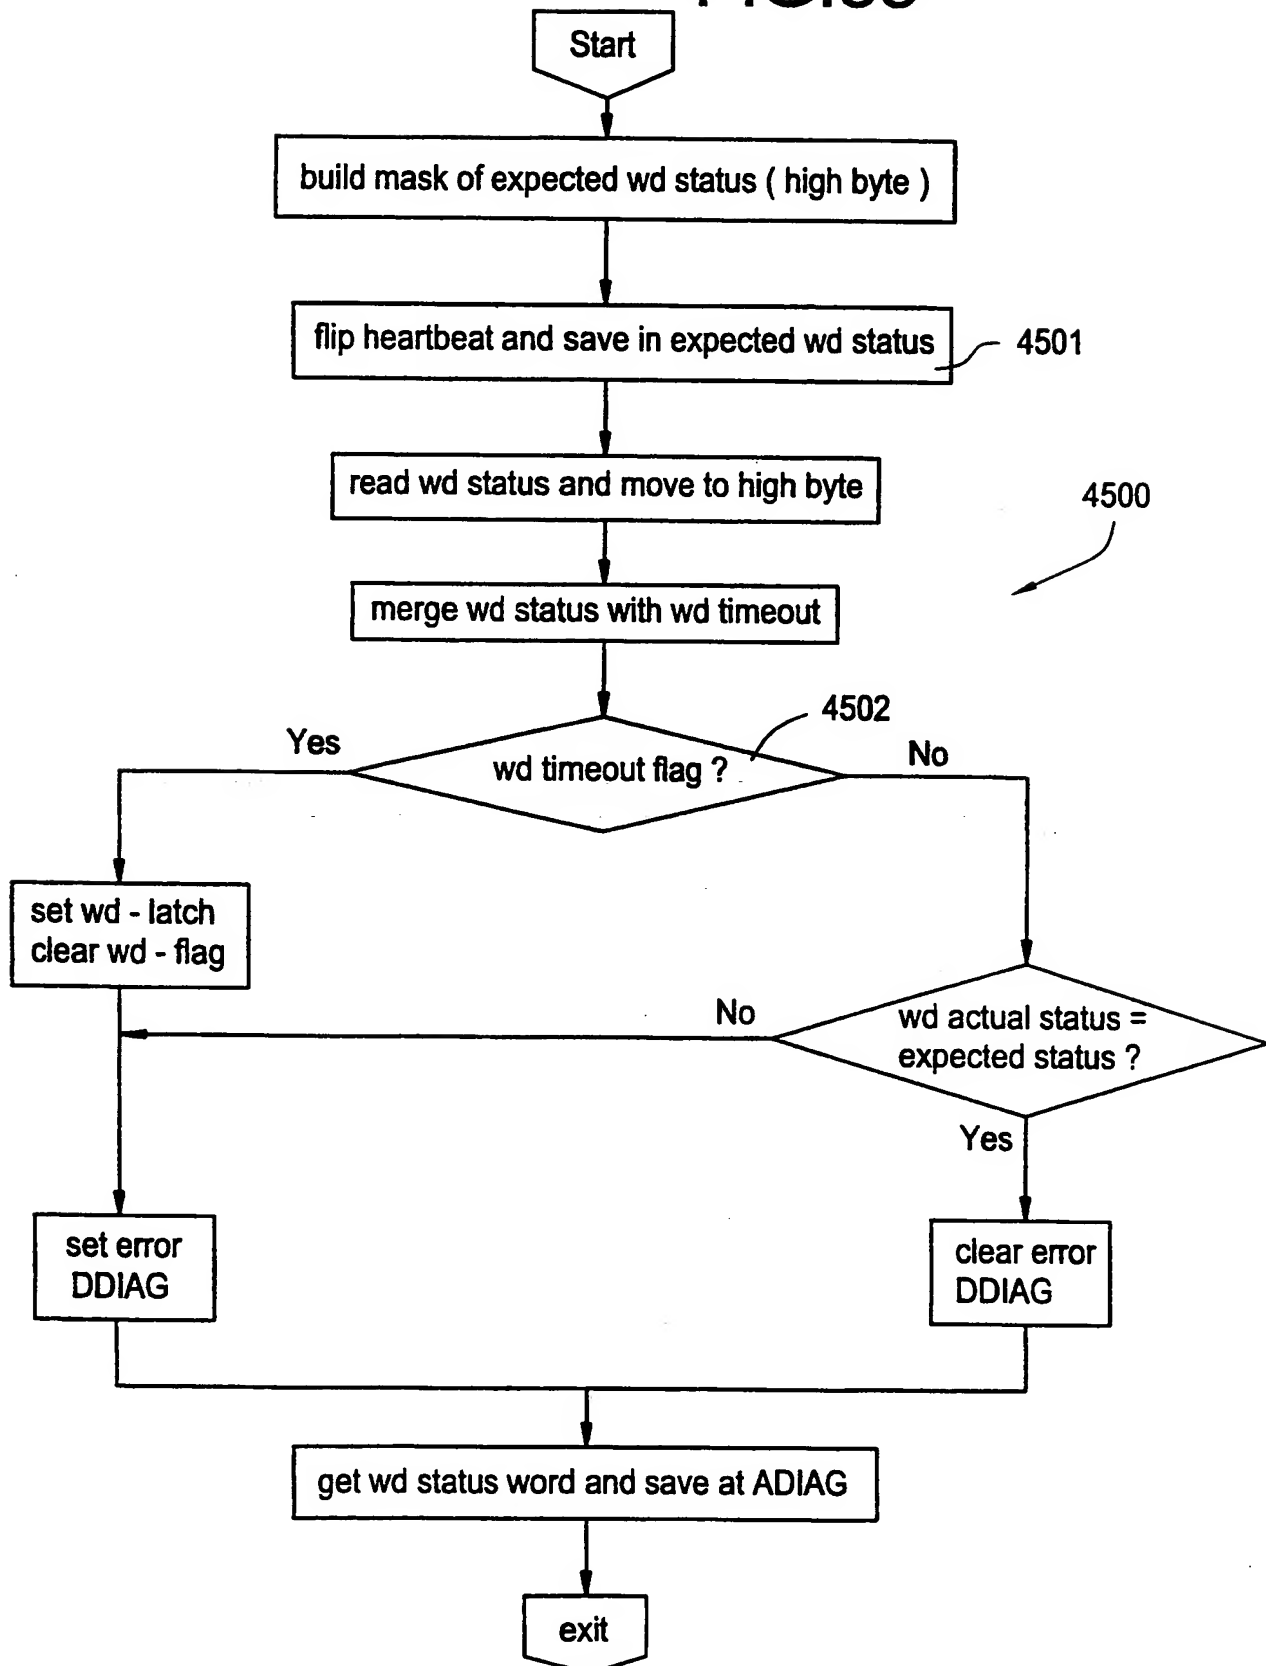 Start
build mask of expected wd status ( high byte )
flip heartbeat and save in expected wd status
4501
read wd status and move to high byte
4500
merge wd status with wd timeout
4502
Yes
wd timeout flag ?
No
set wd - latch
clear wd - flag
No
wd actual status =
expected status ?
Yes
set error
DDIAG
clear error
DDIAG
get wd status word and save at ADIAG
exit